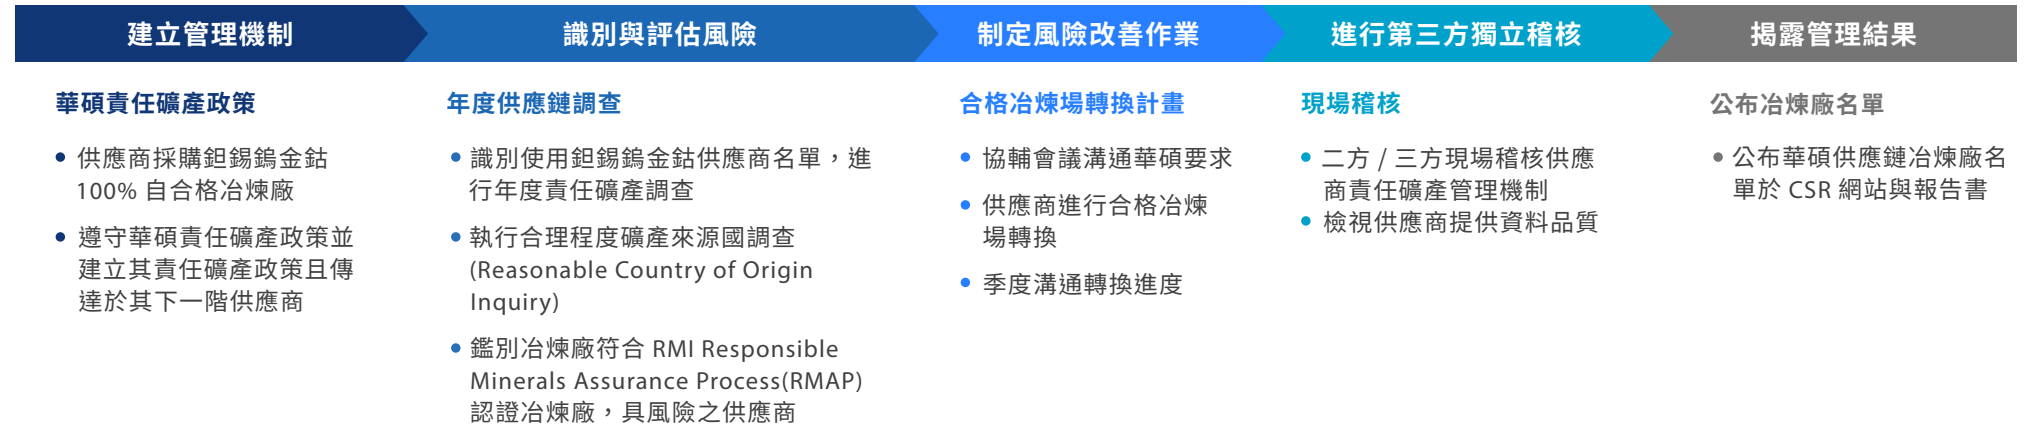 建立管理機制
識別與評估風險
制定風險改善作業
進行第三方獨立稽核
揭露管理結果
華碩責任礦產政策
• 供應商採購鉭錫鎢金鈷
100% 自合格冶煉廠
• 遵守華碩責任礦產政策並
建立其責任礦產政策且傳
達於其下一階供應商
年度供應鏈調查
• 識別使用鉭錫鎢金鈷供應商名單，進
行年度責任礦產調查
• 執行合理程度礦產來源國調查
(Reasonable Country of Origin
Inquiry)
• 鑑別冶煉廠符合 RMI Responsible
Minerals Assurance Process(RMAP)
認證冶煉廠，具風險之供應商
合格冶煉場轉換計畫
• 協輔會議溝通華碩要求
• 供應商進行合格冶煉
場轉換
• 季度溝通轉換進度
現場稽核
• 二方 / 三方現場稽核供應
商責任礦產管理機制
• 檢視供應商提供資料品質
公布冶煉廠名單
• 公布華碩供應鏈冶煉廠名
單於 CSR 網站與報告書